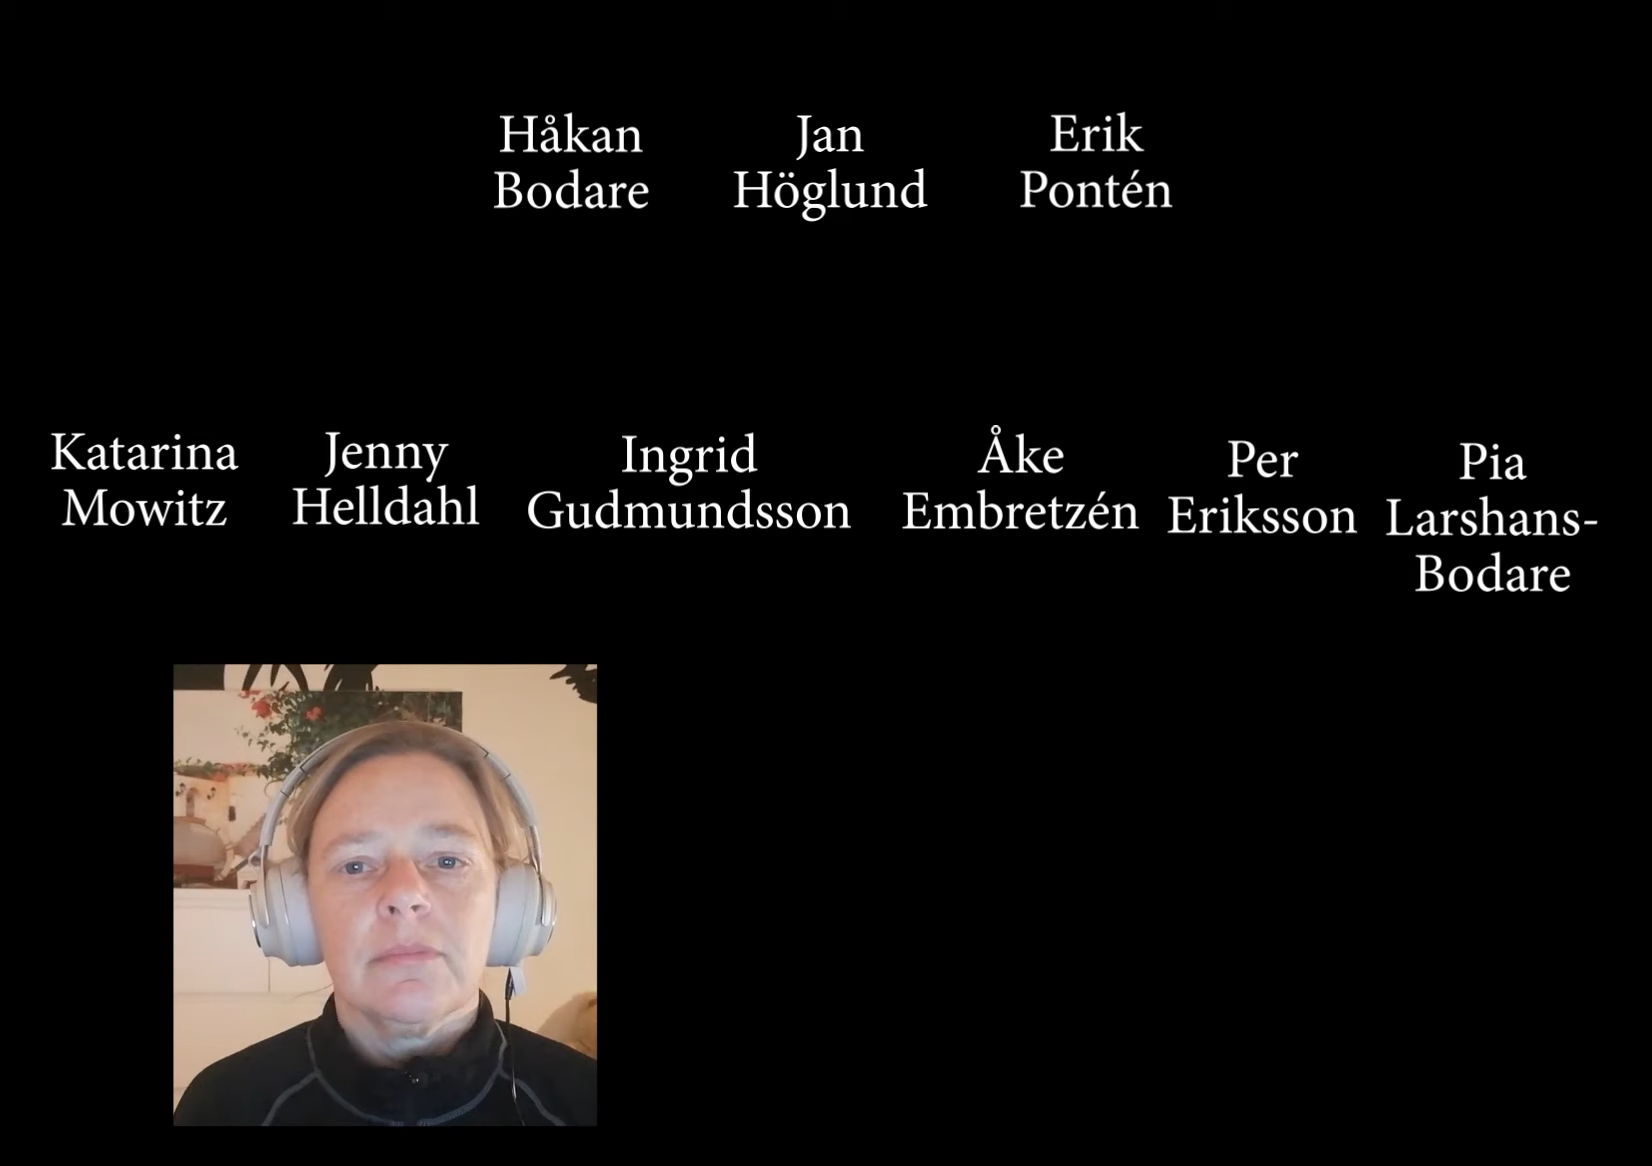 Håkan
Bodare
Jan
Höglund
Erik
Pontén
Katarina
Mowitz
Jenny
Helldahl
Ingrid
Gudmundsson
Åke
Embretzén
Per
Eriksson
Pia
Larshans-
Bodare